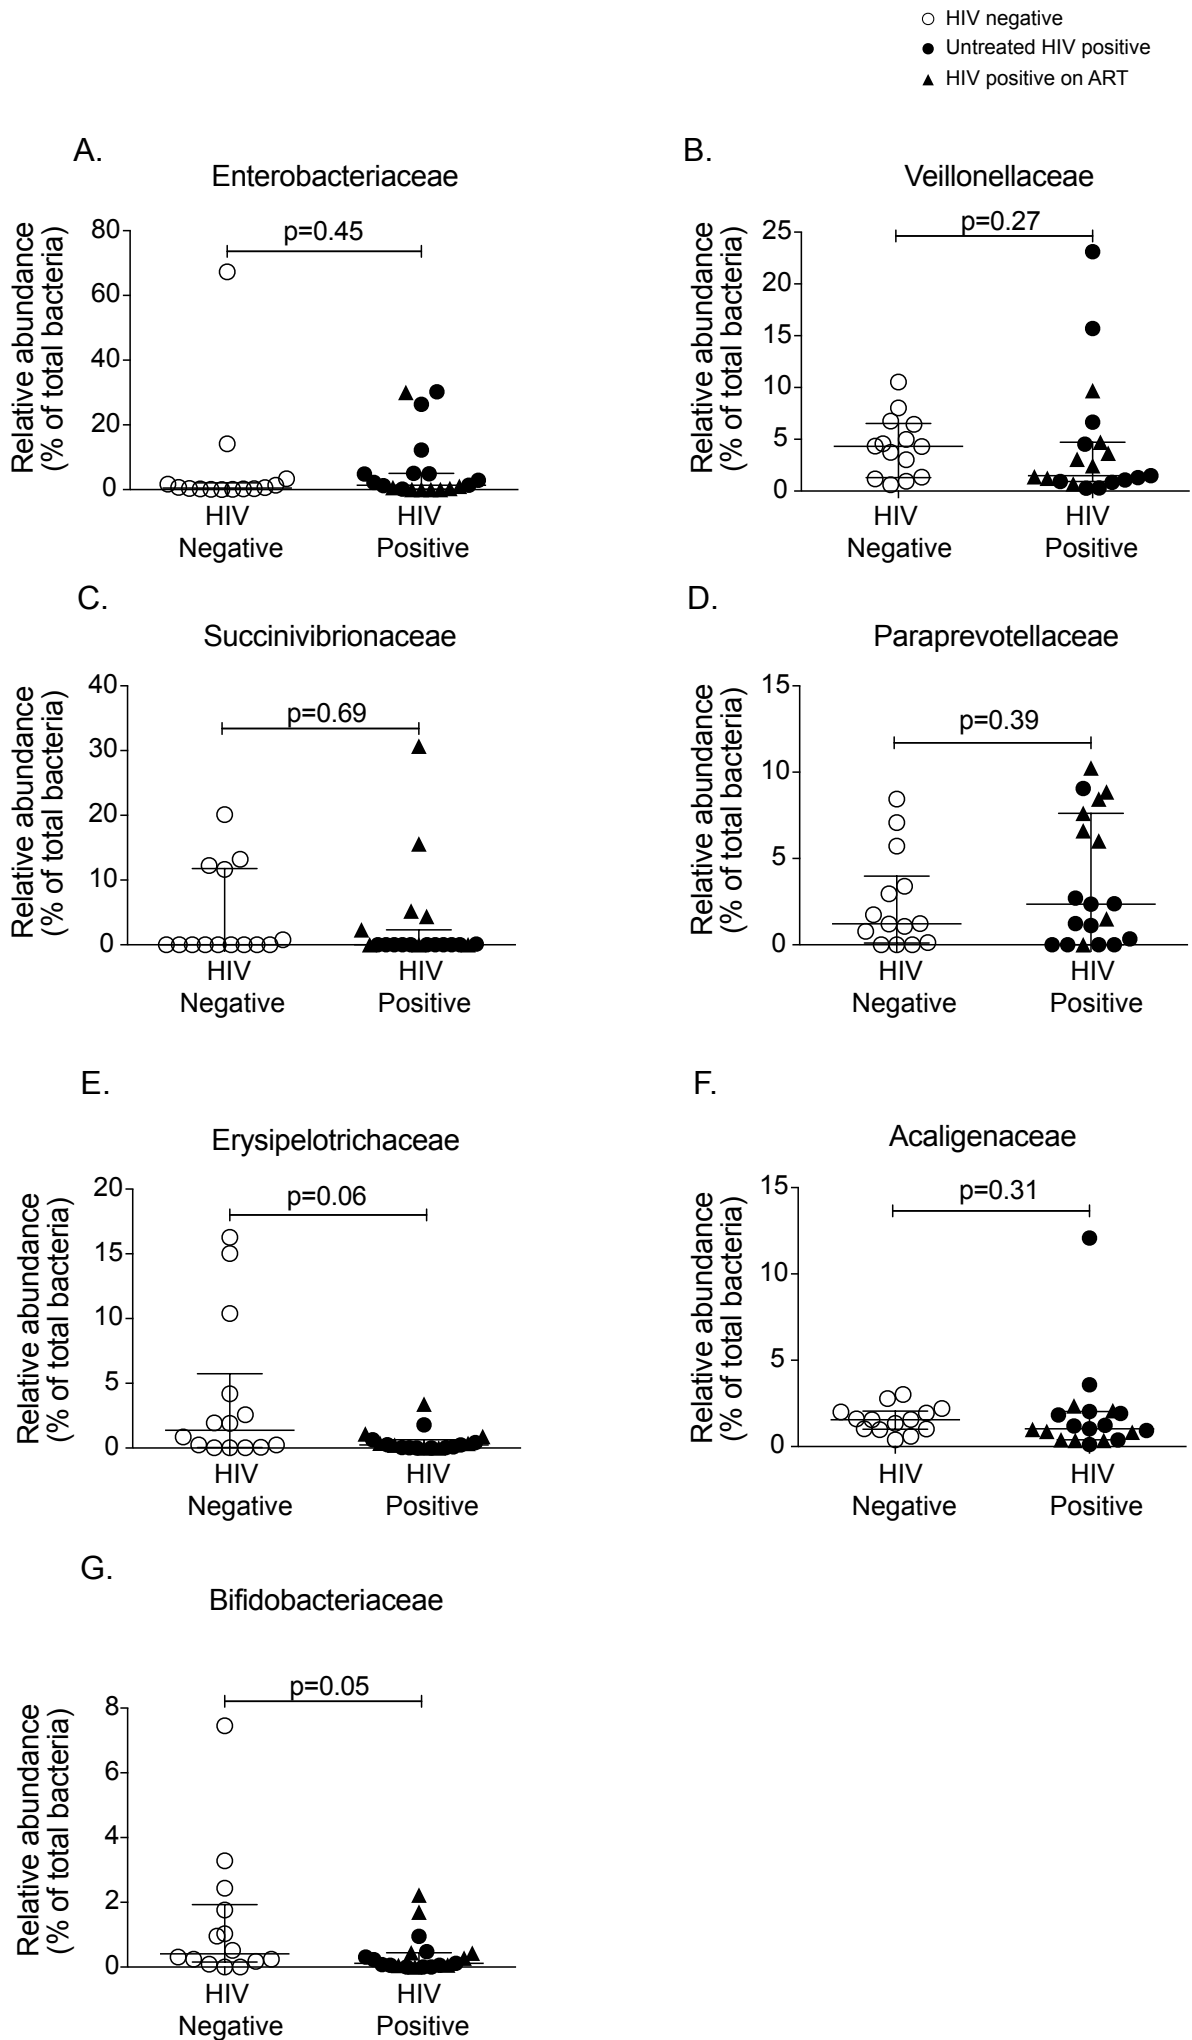 HIV negative
Untreated HIV positive
HIV positive on ART
A.
Enterobacteriaceae
Relative abundance
(% of total bacteria)
80
60
40
20
0
p=0.45
HIV
Negative
HIV
Positive
B.
Veillonellaceae
Relative abundance
(% of total bacteria)
25
20
15
10
5
0
p=0.27
HIV
Negative
HIV
Positive
C.
Succinivibrionaceae
Relative abundance
(% of total bacteria)
40
30
20
10
0
p=0.69
HIV
Negative
HIV
Positive
D.
Paraprevotellaceae
Relative abundance
(% of total bacteria)
15
10
5
0
p=0.39
HIV
Negative
HIV
Positive
E.
Erysipelotrichaceae
Relative abundance
(% of total bacteria)
20
15
10
5
0
p=0.06
HIV
Negative
HIV
Positive
F.
Acaligenaceae
Relative abundance
(% of total bacteria)
15
10
5
0
p=0.31
HIV
Negative
HIV
Positive
G.
Bifidobacteriaceae
Relative abundance
(% of total bacteria)
8
6
4
2
0
p=0.05
HIV
Negative
HIV
Positive